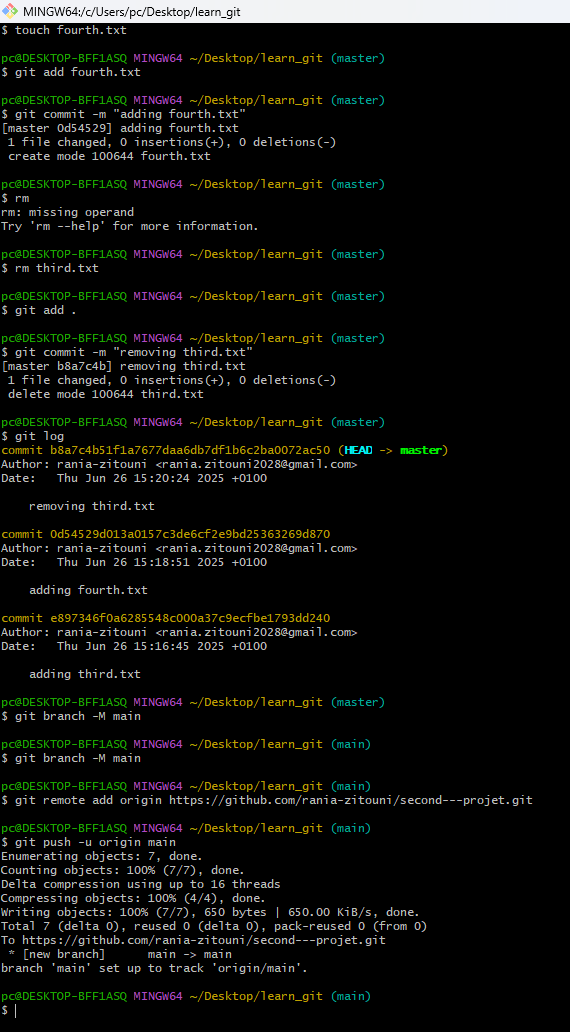 MINGW64:/c/Users/pc/Desktop/learn_git
$ touch fourth.txt
pc@DESKTOP-BFF1ASQ MINGW64 ~/Desktop/learn_git (master)
$ git add fourth.txt
pc@DESKTOP-BFF1ASQ MINGW64 ~/Desktop/learn_git (master)
$ git commit -m "adding fourth.txt"
[master 0d54529] adding fourth.txt
 1 file changed, 0 insertions(+), 0 deletions(-)
 create mode 100644 fourth.txt
pc@DESKTOP-BFF1ASQ MINGW64 ~/Desktop/learn_git (master)
$ rm
rm: missing operand
Try 'rm --help' for more information.
pc@DESKTOP-BFF1ASQ MINGW64 ~/Desktop/learn_git (master)
$ rm third.txt
pc@DESKTOP-BFF1ASQ MINGW64 ~/Desktop/learn_git (master)
$ git add .
pc@DESKTOP-BFF1ASQ MINGW64 ~/Desktop/learn_git (master)
$ git commit -m "removing third.txt"
[master b8a7c4b] removing third.txt
 1 file changed, 0 insertions(+), 0 deletions(-)
 delete mode 100644 third.txt
pc@DESKTOP-BFF1ASQ MINGW64 ~/Desktop/learn_git (master)
$ git log
commit b8a7c4b51f1a7677daa6db7df1b6c2ba0072ac50 (HEAD -> master)
Author: rania-zitouni <rania.zitouni2028@gmail.com>
Date:   Thu Jun 26 15:20:24 2025 +0100
    removing third.txt
commit 0d54529d013a0157c3de6cf2e9bd25363269d870
Author: rania-zitouni <rania.zitouni2028@gmail.com>
Date:   Thu Jun 26 15:18:51 2025 +0100
    adding fourth.txt
commit e897346f0a6285548c000a37c9ecfbe1793dd240
Author: rania-zitouni <rania.zitouni2028@gmail.com>
Date:   Thu Jun 26 15:16:45 2025 +0100
    adding third.txt
pc@DESKTOP-BFF1ASQ MINGW64 ~/Desktop/learn_git (master)
$ git branch -M main
pc@DESKTOP-BFF1ASQ MINGW64 ~/Desktop/learn_git (main)
$ git branch -M main
pc@DESKTOP-BFF1ASQ MINGW64 ~/Desktop/learn_git (main)
$ git remote add origin https://github.com/rania-zitouni/second---projet.git
pc@DESKTOP-BFF1ASQ MINGW64 ~/Desktop/learn_git (main)
$ git push -u origin main
Enumerating objects: 7, done.
Counting objects: 100% (7/7), done.
Delta compression using up to 16 threads
Compressing objects: 100% (4/4), done.
Writing objects: 100% (7/7), 650 bytes | 650.00 KiB/s, done.
Total 7 (delta 0), reused 0 (delta 0), pack-reused 0 (from 0)
To https://github.com/rania-zitouni/second---projet.git
 * [new branch]      main -> main
branch 'main' set up to track 'origin/main'.
pc@DESKTOP-BFF1ASQ MINGW64 ~/Desktop/learn_git (main)
$